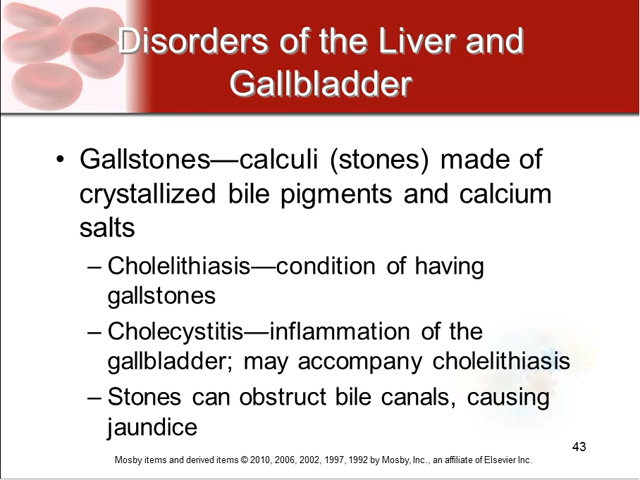 Disorders of the Liver and
Gallbladder
• Gallstones—calculi (stones) made of
crystallized bile pigments and calcium
salts
– Cholelithiasis—condition of having
gallstones
– Cholecystitis—inflammation of the
gallbladder; may accompany cholelithiasis
– Stones can obstruct bile canals, causing
jaundice
43
Mosby items and derived items © 2010, 2006, 2002, 1997, 1992 by Mosby, Inc., an affiliate of Elsevier Inc.